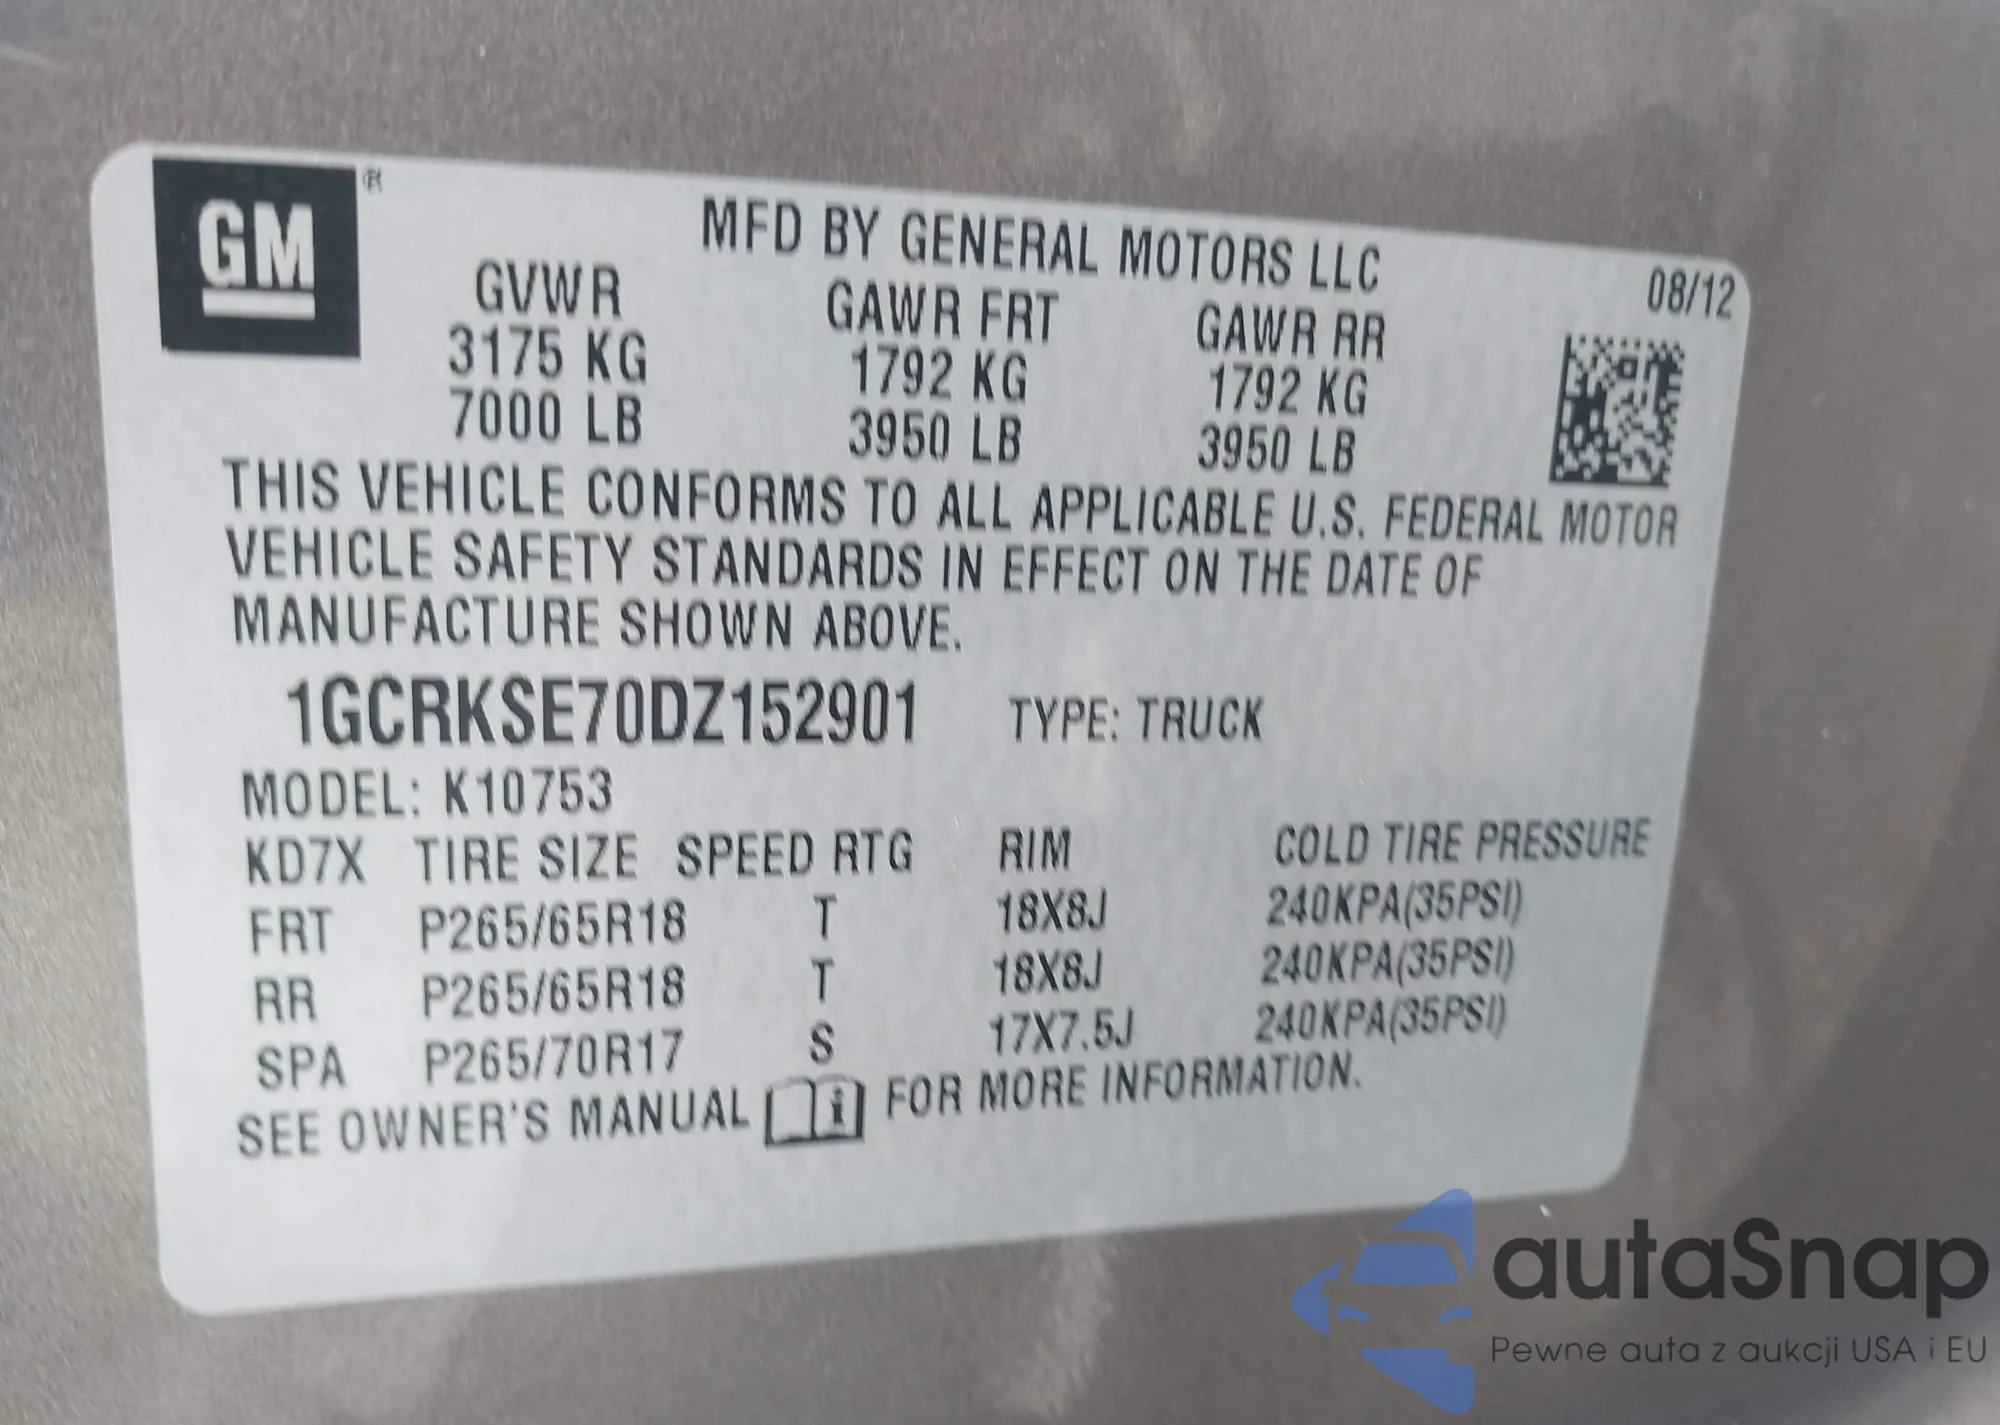 GM®
MFD BY GENERAL MOTORS LLC
08/12
GVWR GAWR FRT GAWR RR
3175 KG 1792 KG 1792 KG
7000 LB 3950 LB 3950 LB
THIS VEHICLE CONFORMS TO ALL APPLICABLE U.S. FEDERAL MOTOR
VEHICLE SAFETY STANDARDS IN EFFECT ON THE DATE OF
MANUFACTURE SHOWN ABOVE.
1GCRKSE70DZ152901 TYPE: TRUCK
MODEL: K10753
KD7X TIRE SIZE SPEED RTG RIM COLD TIRE PRESSURE
FRT P265/65R18 T 18X8J 240KPA(35PSI)
RR P265/65R18 T 18X8J 240KPA(35PSI)
SPA P265/70R17 S 17X7.5J 240KPA(35PSI)
SEE OWNER'S MANUAL i FOR MORE INFORMATION.
autaSnap
Pewne auta z aukcji USA i EU